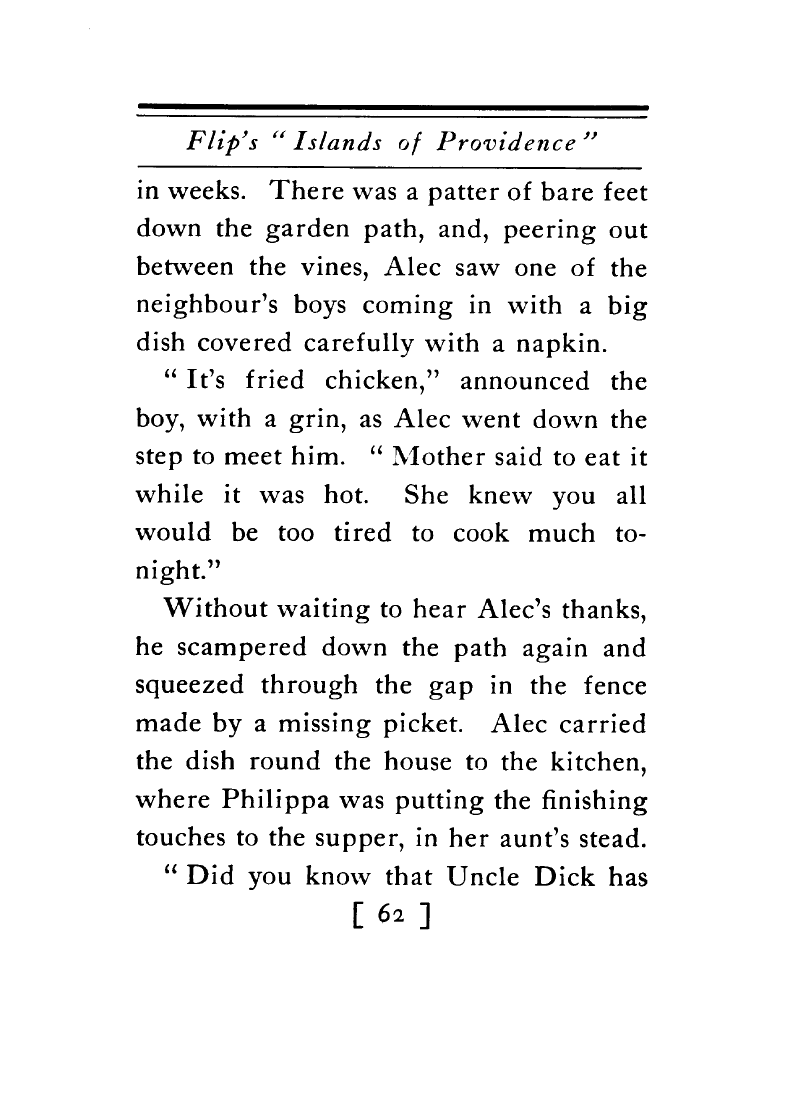 Flip's “ Islands of Providence ”
in weeks. There was a patter of bare feet
down the garden path, and, peering out
between the vines, Alec saw one of the
neighbour's boys coming in with a big
dish covered carefully with a napkin.
“ It's fried chicken,” announced the
boy, with a grin, as Alec went down the
step to meet him. “ Mother said to eat it
while it was hot. She knew you all
would be too tired to cook much to-
night.”
Without waiting to hear Alec's thanks,
he scampered down the path again and
squeezed through the gap in the fence
made by a missing picket. Alec carried
the dish round the house to the kitchen,
where Philippa was putting the finishing
touches to the supper, in her aunt's stead.
“ Did you know that Uncle Dick has
[ 62 ]